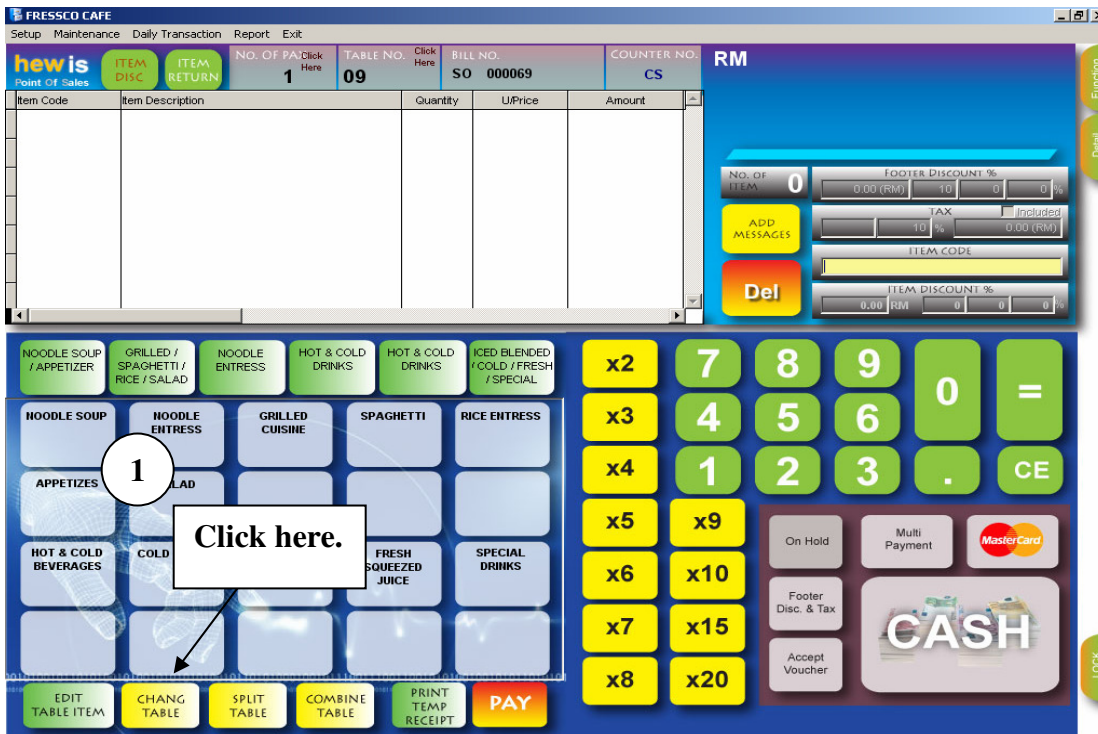 FRESSCO CAFE
Setup Maintenance Daily Transaction Report Exit
hew is
Point Of Sales
ITEM
DISC
ITEM
RETURN
NO. OF PA
Click
Here
1
TABLE NO.
Click
Here
09
BILL NO.
SO 000069
COUNTER NO.
CS
RM
Function
Detail
Item Code Item Description Quantity U/Price Amount
NO. OF
ITEM
0
FOOTER DISCOUNT %
0.00 (RM) 10 0 0 %
TAX Included
10 % 0.00 (RM)
ADD
MESSAGES
ITEM CODE
Del
ITEM DISCOUNT %
0.00 RM 0 0 0 %
NOODLE SOUP
/ APPETIZER
GRILLED /
SPAGHETTI /
RICE / SALAD
NOODLE
ENTRESS
HOT & COLD
DRINKS
HOT & COLD
DRINKS
ICED BLENDED
/ COLD / FRESH
/ SPECIAL
NOODLE SOUP
NOODLE
ENTRESS
GRILLED
CUISINE
SPAGHETTI
RICE ENTRESS
APPETIZES
LAD
1
Click here.
HOT & COLD
BEVERAGES
COLD
FRESH
SQUEEZED
JUICE
SPECIAL
DRINKS
EDIT
TABLE ITEM
CHANG
TABLE
SPLIT
TABLE
COMBINE
TABLE
PRINT
TEMP
RECEIPT
PAY
x2
x3
x4
x5 x9
x6 x10
x7 x15
x8 x20
7 8 9
4 5 6
1 2 3
0 =
. CE
On Hold
Multi
Payment
MasterCard
Footer
Disc. & Tax
Accept
Voucher
CASH
LOCK